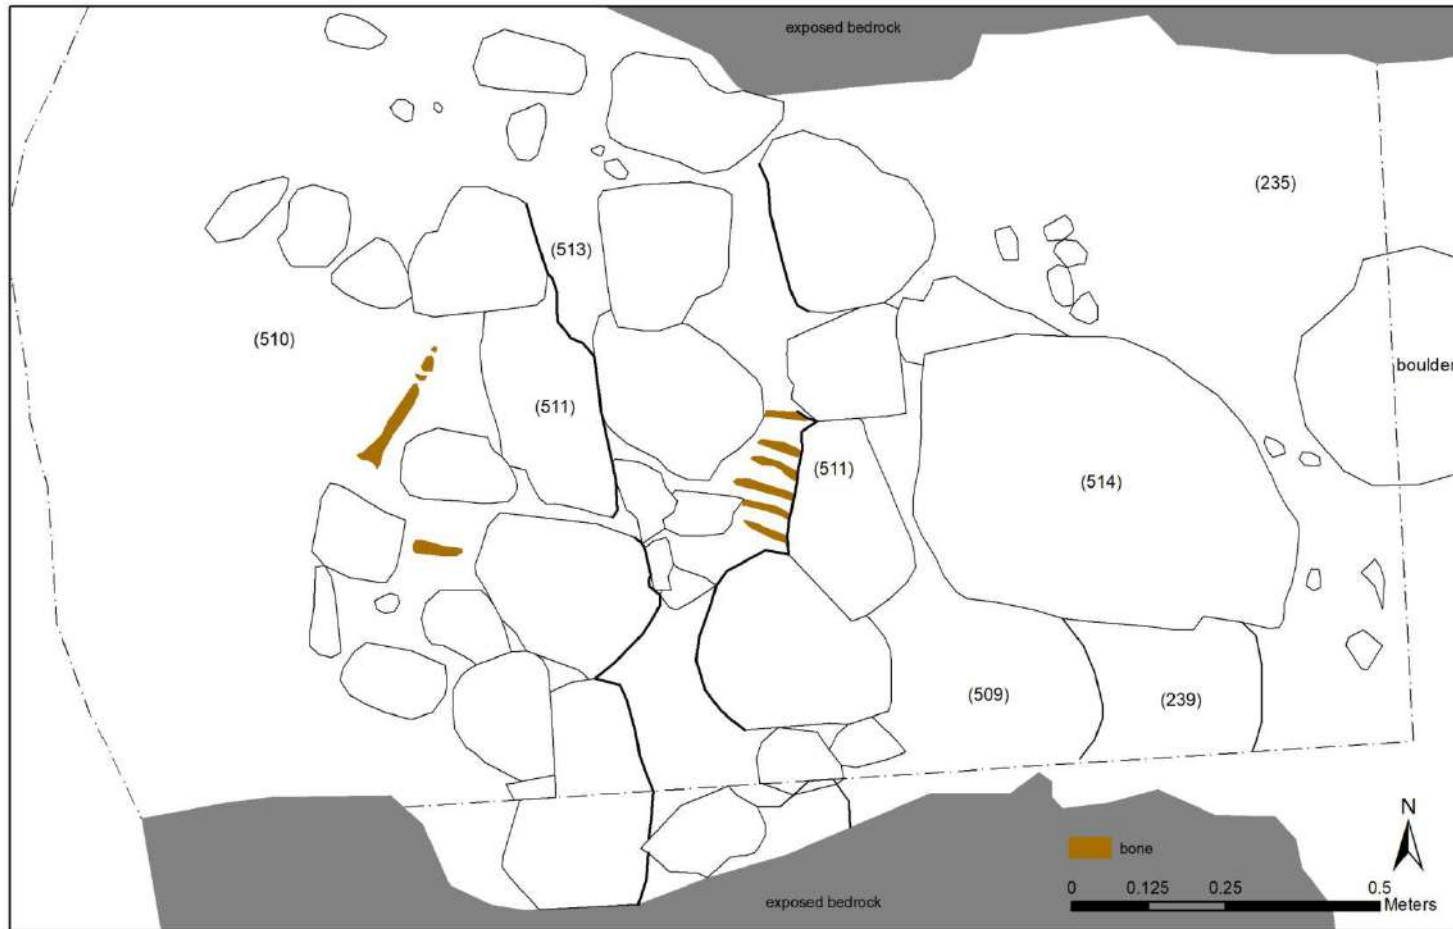 exposed bedrock
(235)
(513)
(510)
boulder
(511)
(511)
(514)
(509)
(239)
N
bone
0 0.125 0.25 0.5
Meters
exposed bedrock